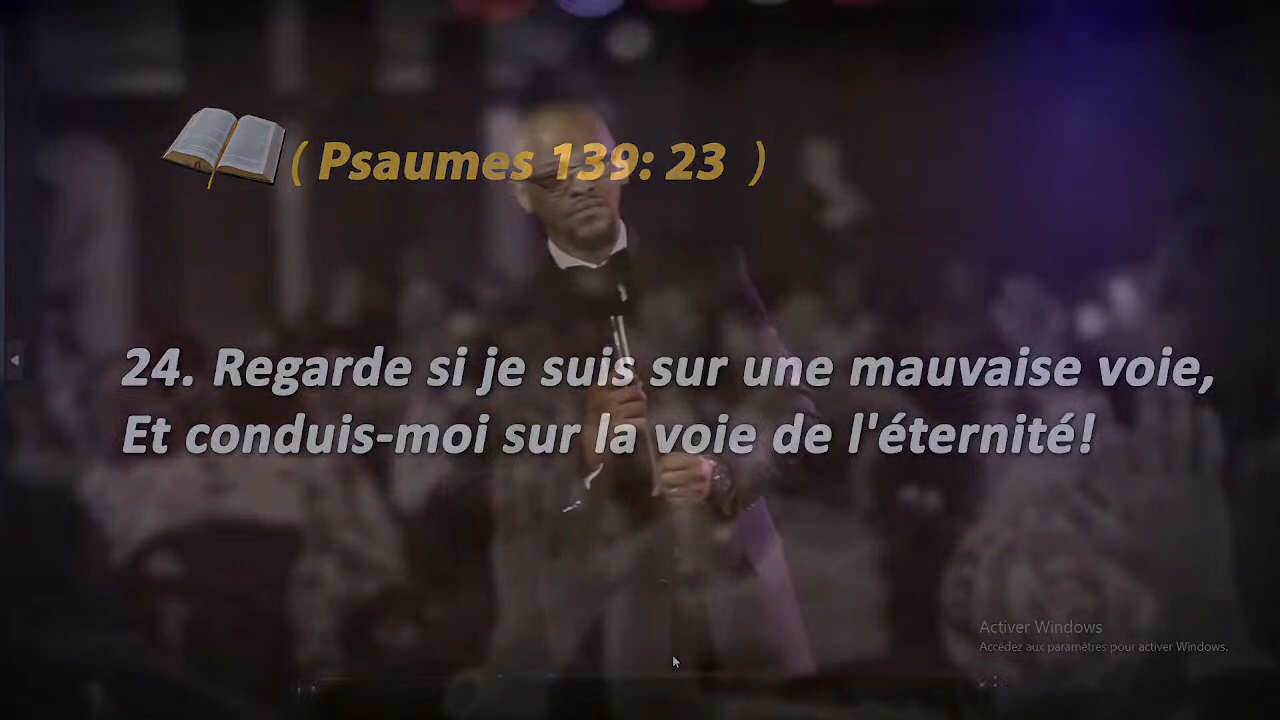 ( Psaumes 139: 23 )
24. Regarde si je suis sur une mauvaise voie,
Et conduis-moi sur la voie de l'éternité!
Activer Windows
Accédez aux paramètres pour activer Windows.